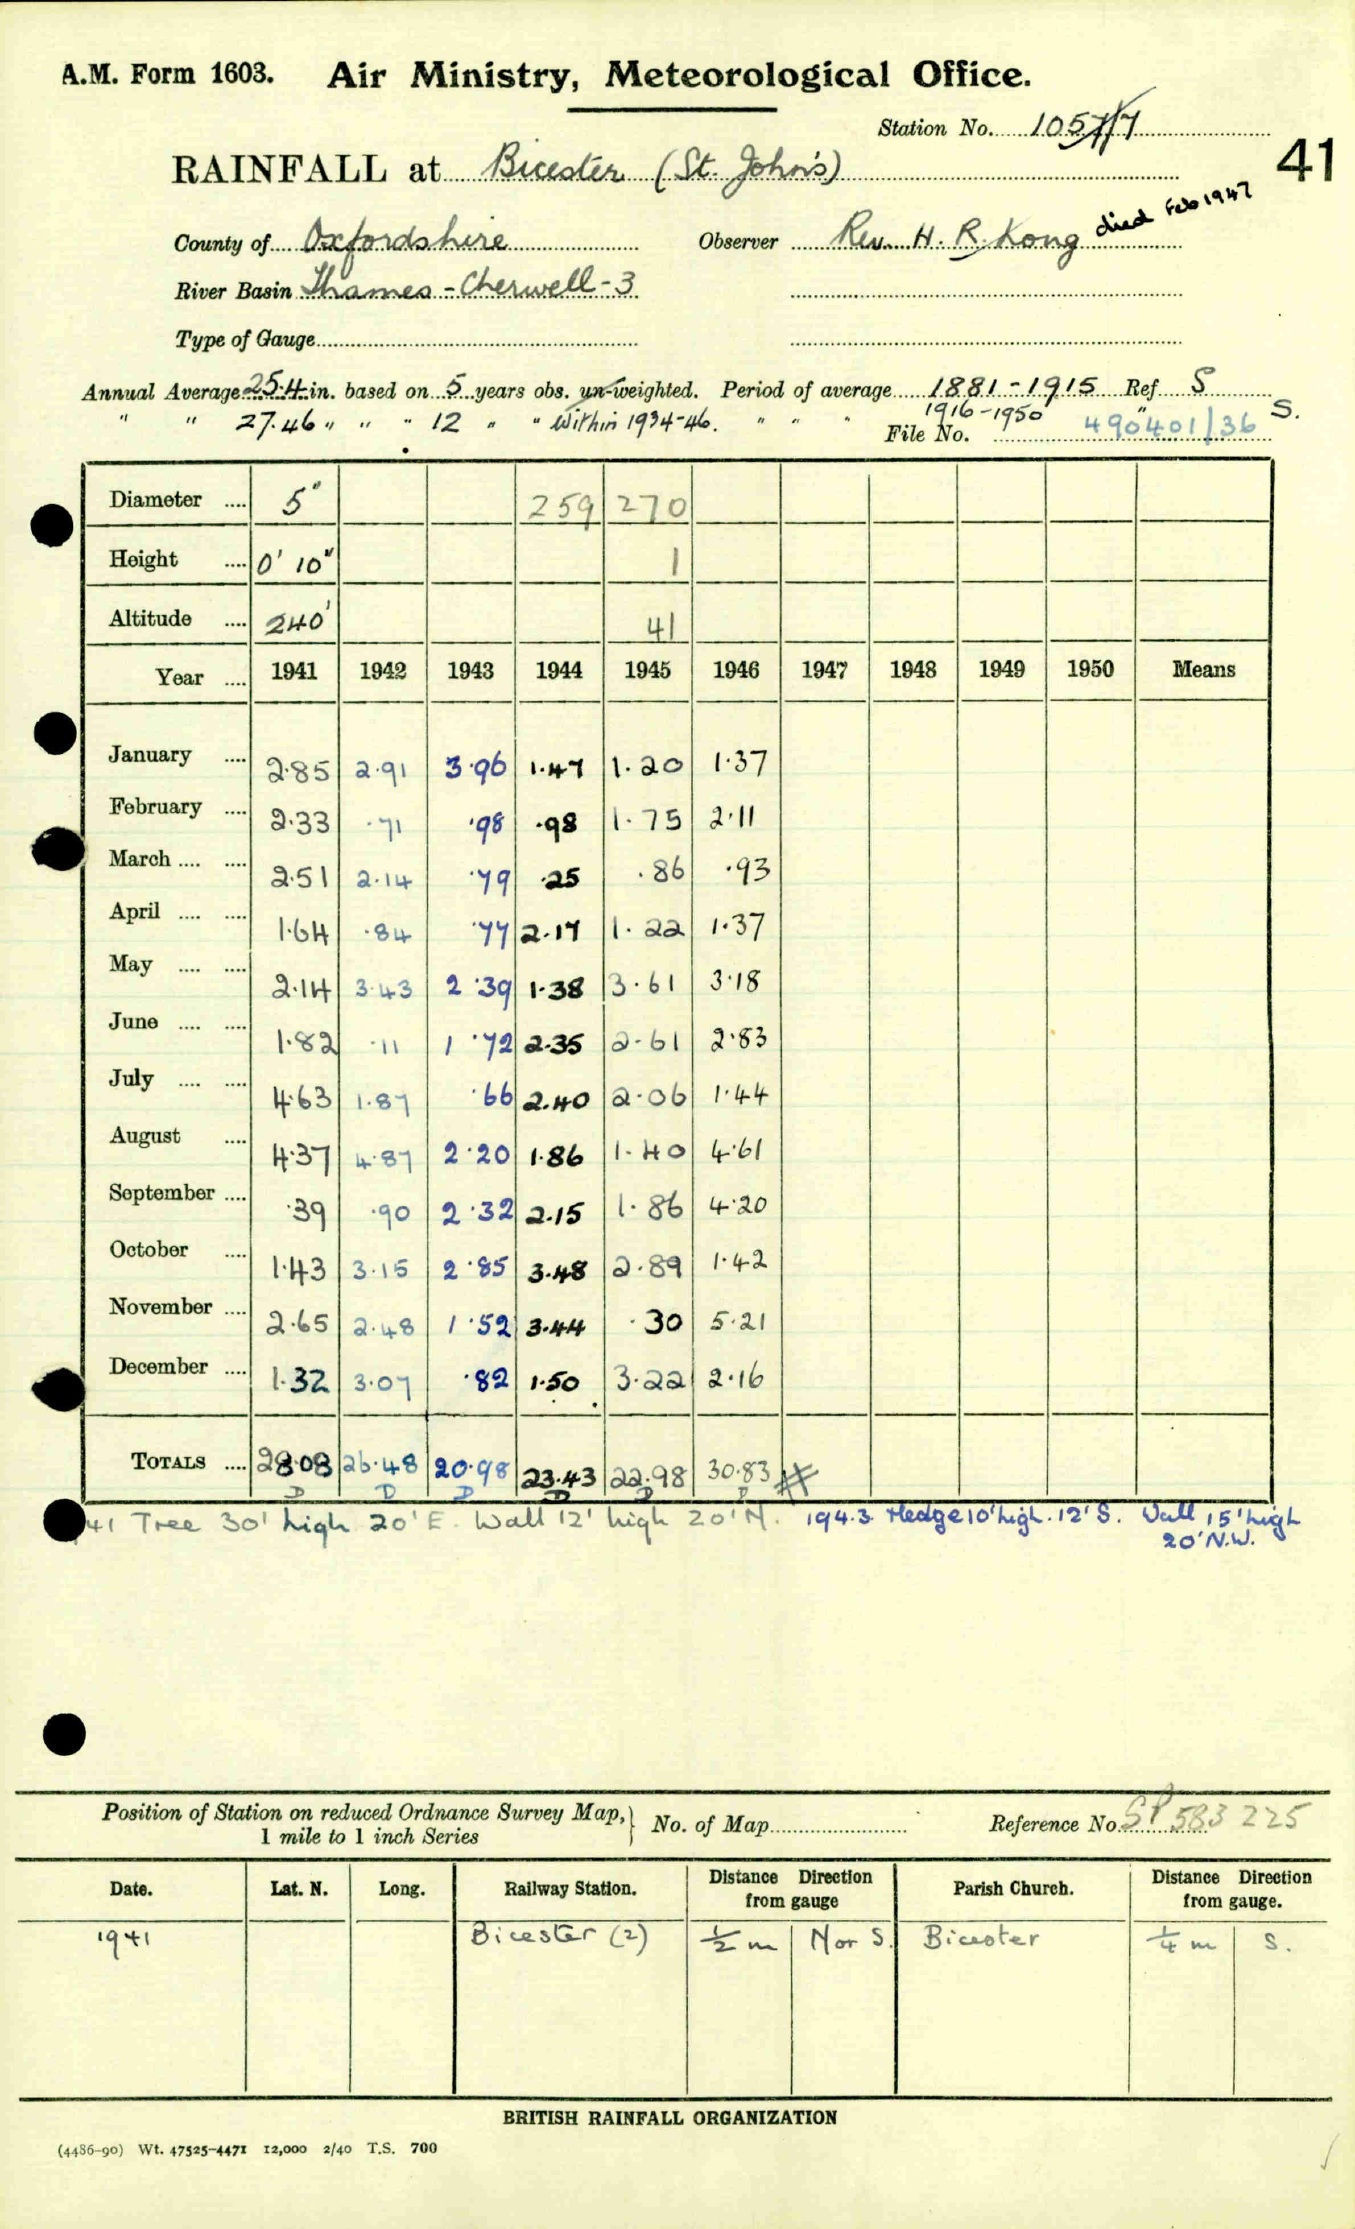 A.M. Form 1603. Air Ministry, Meteorological Office.
Station No. 1057/7
41
RAINFALL at Bicester (St. John's)
County of Oxfordshire Observer Rev. H. R. Kong died Feb 1947
River Basin Thames - Cherwell - 3
Type of Gauge
Annual Average 25.4 in. based on 5 years obs. un-weighted. Period of average 1881-1915 Ref S
" " 27.46 " " " 12 " " Within 1934-46. " " " 1916-1950 " S.
File No. 490401/36
Diameter .... 5" 259 270
Height .... 0' 10" 1
Altitude .... 240' 41
Year .... 1941 1942 1943 1944 1945 1946 1947 1948 1949 1950 Means
January .... 2.85 2.91 3.96 1.47 1.20 1.37
February .... 2.33 .71 .98 .98 1.75 2.11
March .... .... 2.51 2.14 .79 .25 .86 .93
April .... .... 1.64 .84 .77 2.17 1.22 1.37
May .... .... 2.14 3.43 2.39 1.38 3.61 3.18
June .... .... 1.82 .11 1.72 2.35 2.61 2.83
July .... .... 4.63 1.87 .66 2.40 2.06 1.44
August .... 4.37 4.87 2.20 1.86 1.40 4.61
September .... .39 .90 2.32 2.15 1.86 4.20
October .... 1.43 3.15 2.85 3.48 2.89 1.42
November .... 2.65 2.48 1.52 3.44 .30 5.21
December .... 1.32 3.07 .82 1.50 3.22 2.16
TOTALS .... 28.08 26.48 20.98 23.43 22.98 30.83 #
D D D D D D
41 Tree 30' high 20' E. Wall 12' high 20' N. 1943 Hedge 10' high. 12' S. Wall 15' high
20' N.W.
Position of Station on reduced Ordnance Survey Map, 1 mile to 1 inch Series } No. of Map Reference No. SP 583 225
Date. Lat. N. Long. Railway Station. Distance Direction from gauge Parish Church. Distance Direction from gauge.
1941 Bicester (2) ½ m N or S. Bicester ¼ m S.
BRITISH RAINFALL ORGANIZATION
(4486-90) Wt. 47525-4471 12,000 2/40 T.S. 700